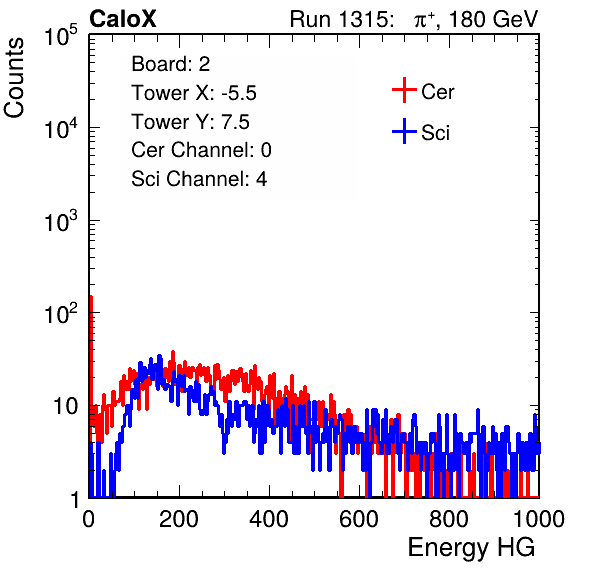 CaloX Run 1315: π⁺, 180 GeV
Counts
10⁵
10⁴
10³
10²
10
1
Board: 2
Tower X: -5.5
Tower Y: 7.5
Cer Channel: 0
Sci Channel: 4
Cer
Sci
0 200 400 600 800 1000
Energy HG